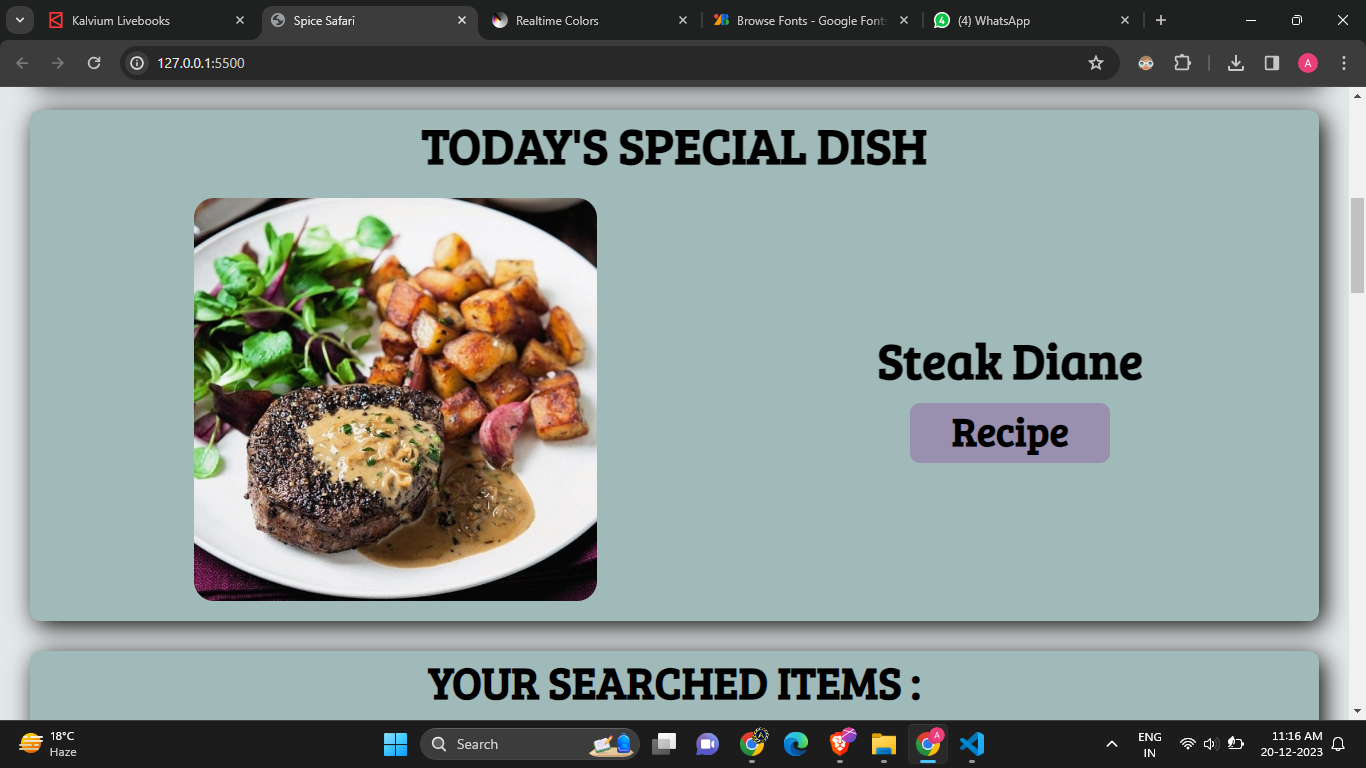 Kalvium Livebooks
Spice Safari
Realtime Colors
Browse Fonts - Google Fonts
(4) WhatsApp
127.0.0.1:5500
A
TODAY'S SPECIAL DISH
Steak Diane
Recipe
YOUR SEARCHED ITEMS :
18°C
Haze
Search
A
ENG
IN
11:16 AM
20-12-2023